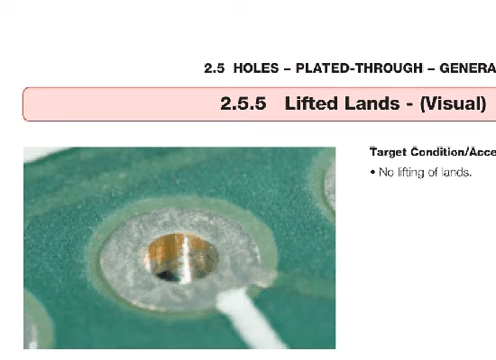 2.5 HOLES – PLATED-THROUGH – GENERA
2.5.5 Lifted Lands - (Visual)
Target Condition/Acce
• No lifting of lands.